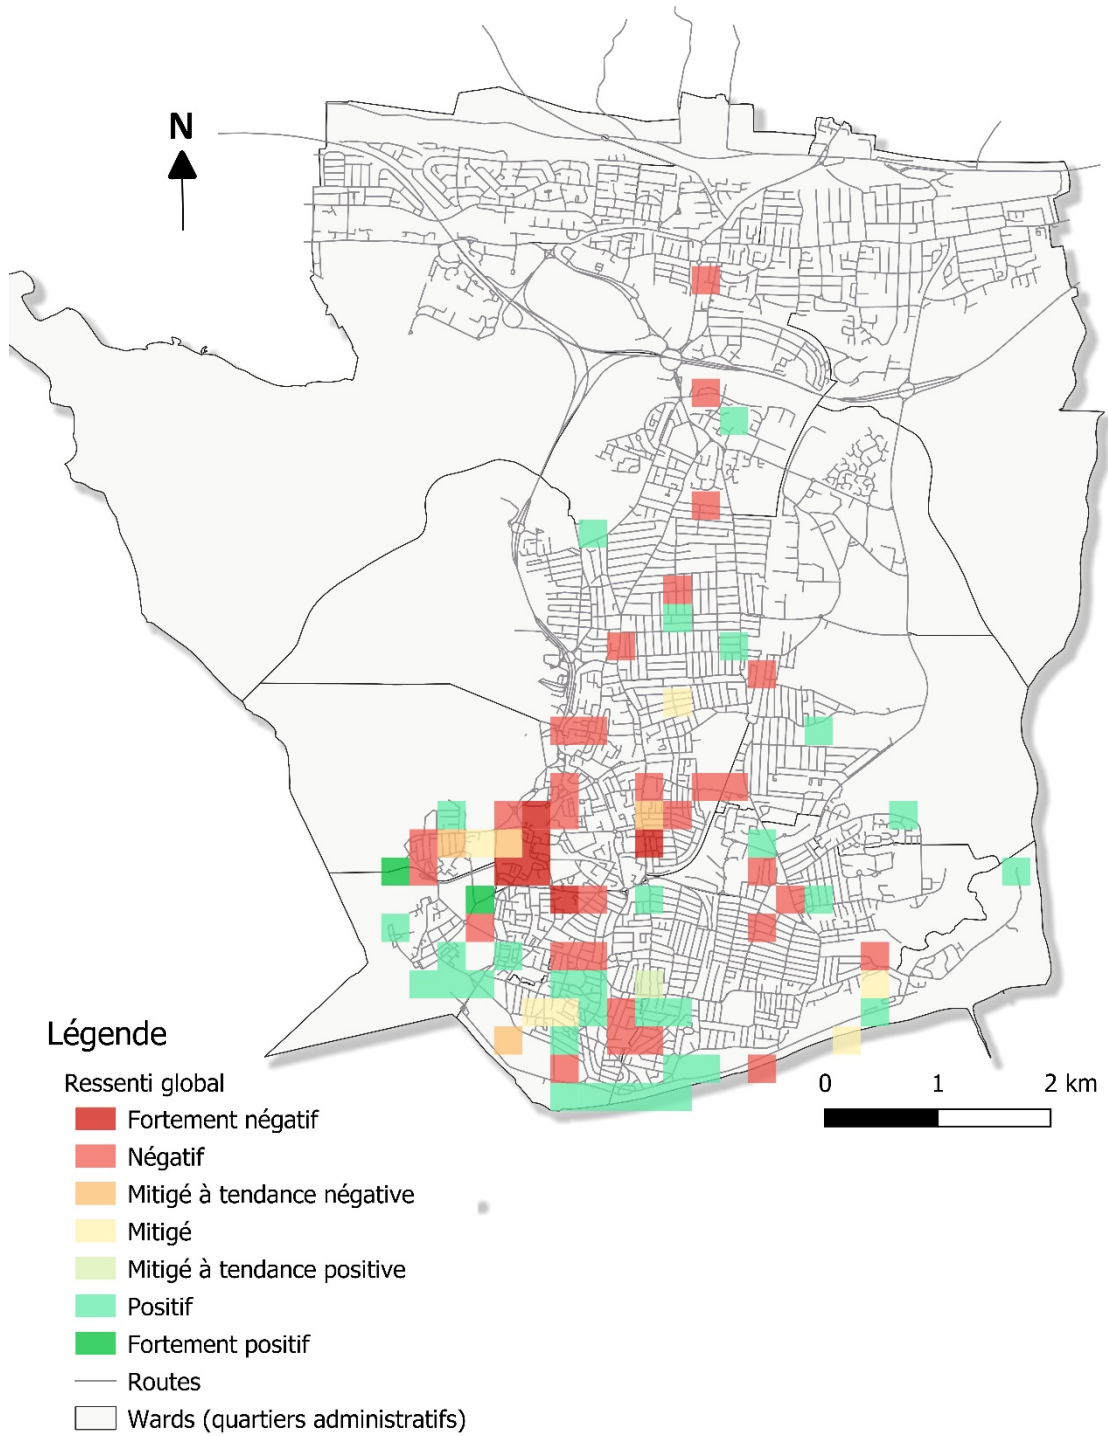 N
Légende
0 1 2 km
Ressenti global
Fortement négatif
Négatif
Mitigé à tendance négative
Mitigé
Mitigé à tendance positive
Positif
Fortement positif
Routes
Wards (quartiers administratifs)